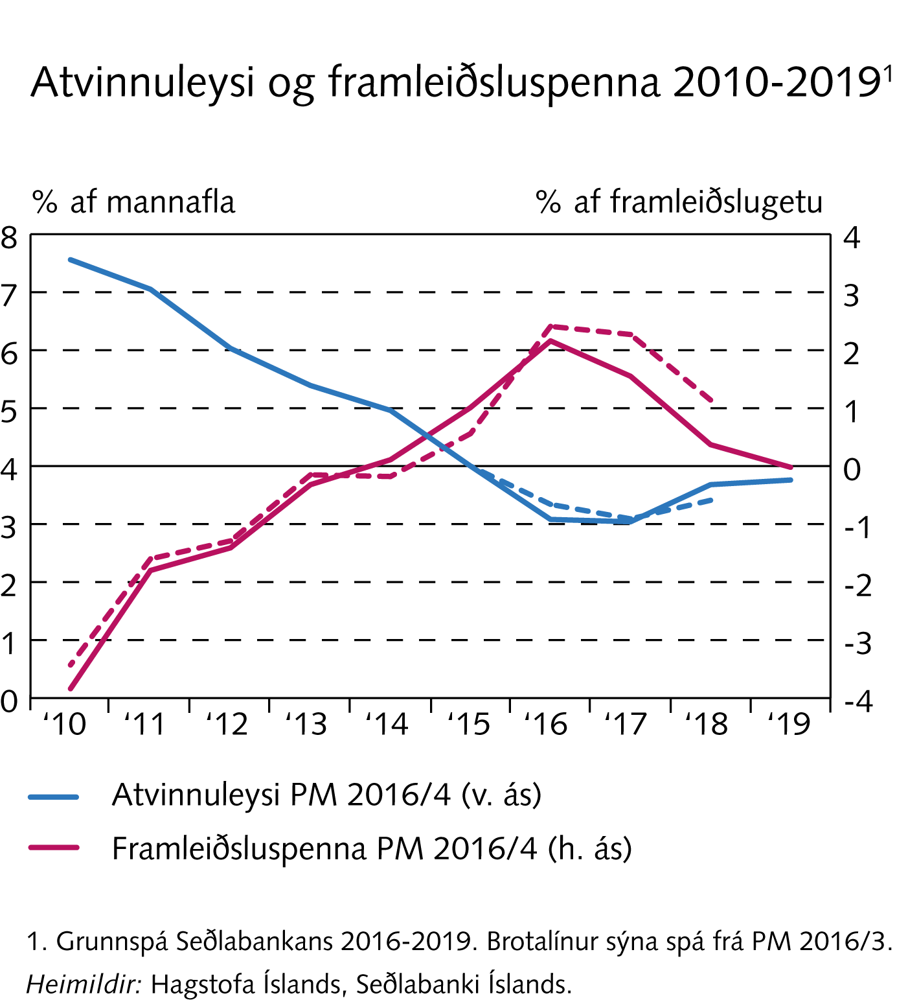 Atvinnuleysi og framleiðsluspenna 2010-2019¹
% af mannafla % af framleiðslugetu
8 4
7 3
6 2
5 1
4 0
3 -1
2 -2
1 -3
0 -4
‘10 ‘11 ‘12 ‘13 ‘14 ‘15 ‘16 ‘17 ‘18 ‘19
Atvinnuleysi PM 2016/4 (v. ás)
Framleiðsluspenna PM 2016/4 (h. ás)
1. Grunnspá Seðlabankans 2016-2019. Brotalínur sýna spá frá PM 2016/3.
Heimildir: Hagstofa Íslands, Seðlabanki Íslands.